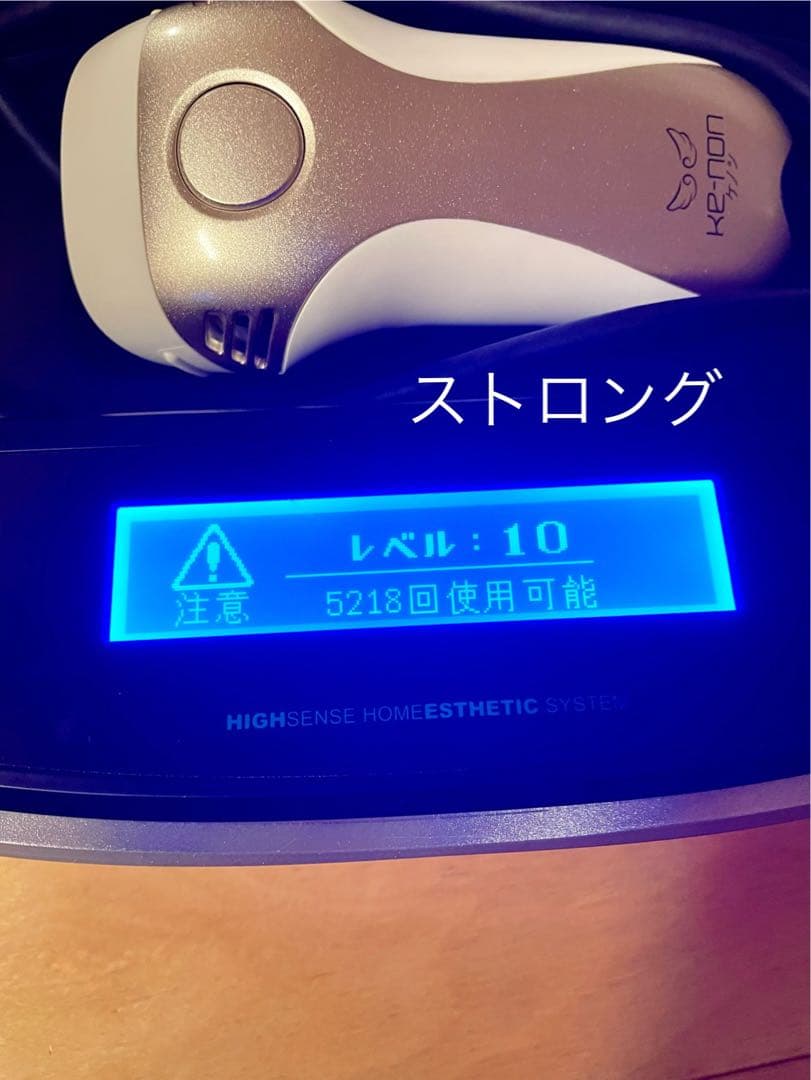 ケノン
ke-non
ストロング
レベル：10
注意
5218回使用可能
HIGHSENSE HOMEESTHETIC SYSTEM